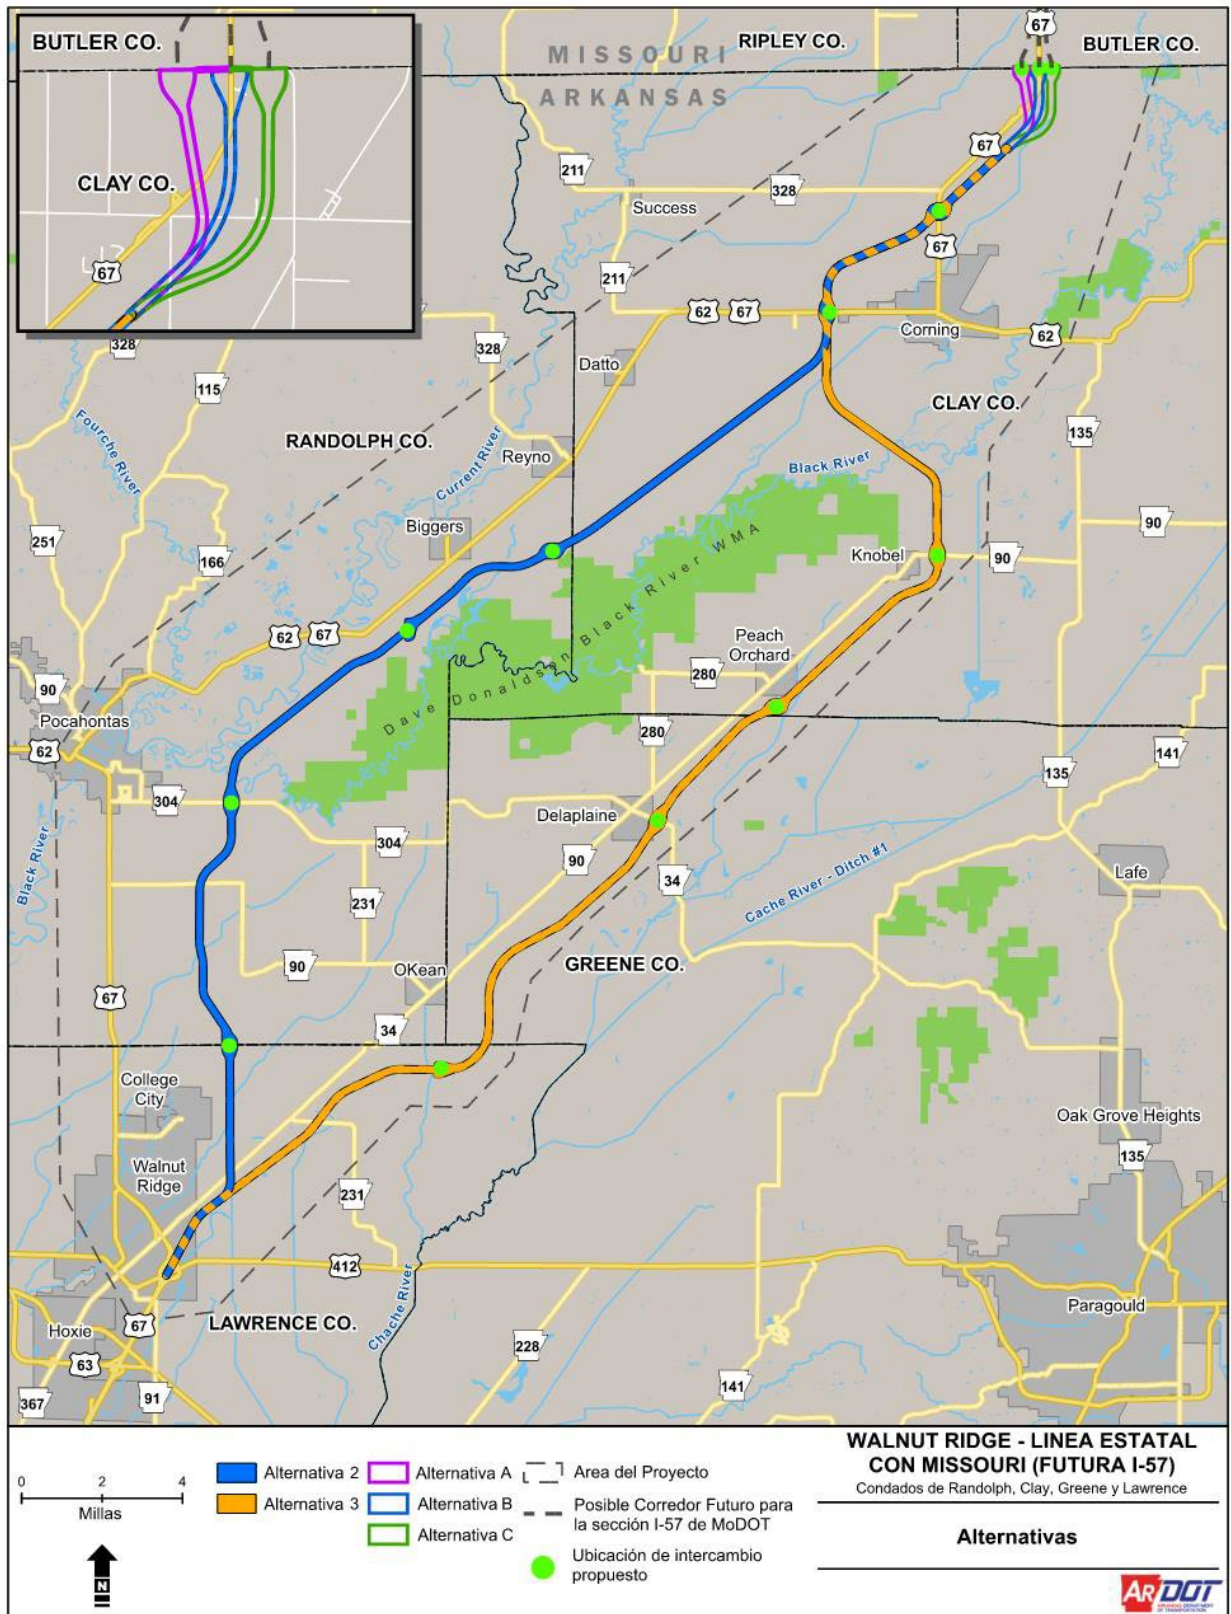 BUTLER CO.
CLAY CO.
67
MISSOURI
ARKANSAS
RIPLEY CO.
67
BUTLER CO.
211
328
67
Success
67
211
62
67
Corning
62
328
328
Datto
115
CLAY CO.
Fourche River
RANDOLPH CO.
Current River
135
Reyno
Black River
Biggers
251
166
90
Knobel
90
Dave Donaldson Black River WMA
62
67
Peach
Orchard
90
280
Pocahontas
280
62
141
304
135
Delaplaine
304
Black River
90
34
Cache River - Ditch #1
Lafe
231
90
OKean
GREENE CO.
67
34
College
City
Oak Grove Heights
Walnut
Ridge
135
231
412
Chache River
Paragould
LAWRENCE CO.
67
Hoxie
63
228
367
91
141
0 2 4
Millas
N
Alternativa 2
Alternativa 3
Alternativa A
Alternativa B
Alternativa C
Area del Proyecto
Posible Corredor Futuro para
la sección I-57 de MoDOT
Ubicación de intercambio
propuesto
WALNUT RIDGE - LINEA ESTATAL
CON MISSOURI (FUTURA I-57)
Condados de Randolph, Clay, Greene y Lawrence
Alternativas
ARDOT
ARKANSAS DEPARTMENT
OF TRANSPORTATION